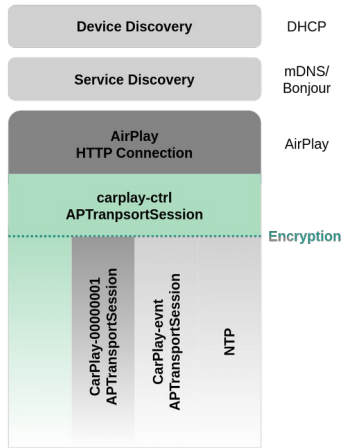 Device Discovery
DHCP
Service Discovery
mDNS/
Bonjour
AirPlay
HTTP Connection
AirPlay
carplay-ctrl
APTranpsortSession
Encryption
CarPlay-00000001
APTransportSession
CarPlay-evnt
APTransportSession
NTP